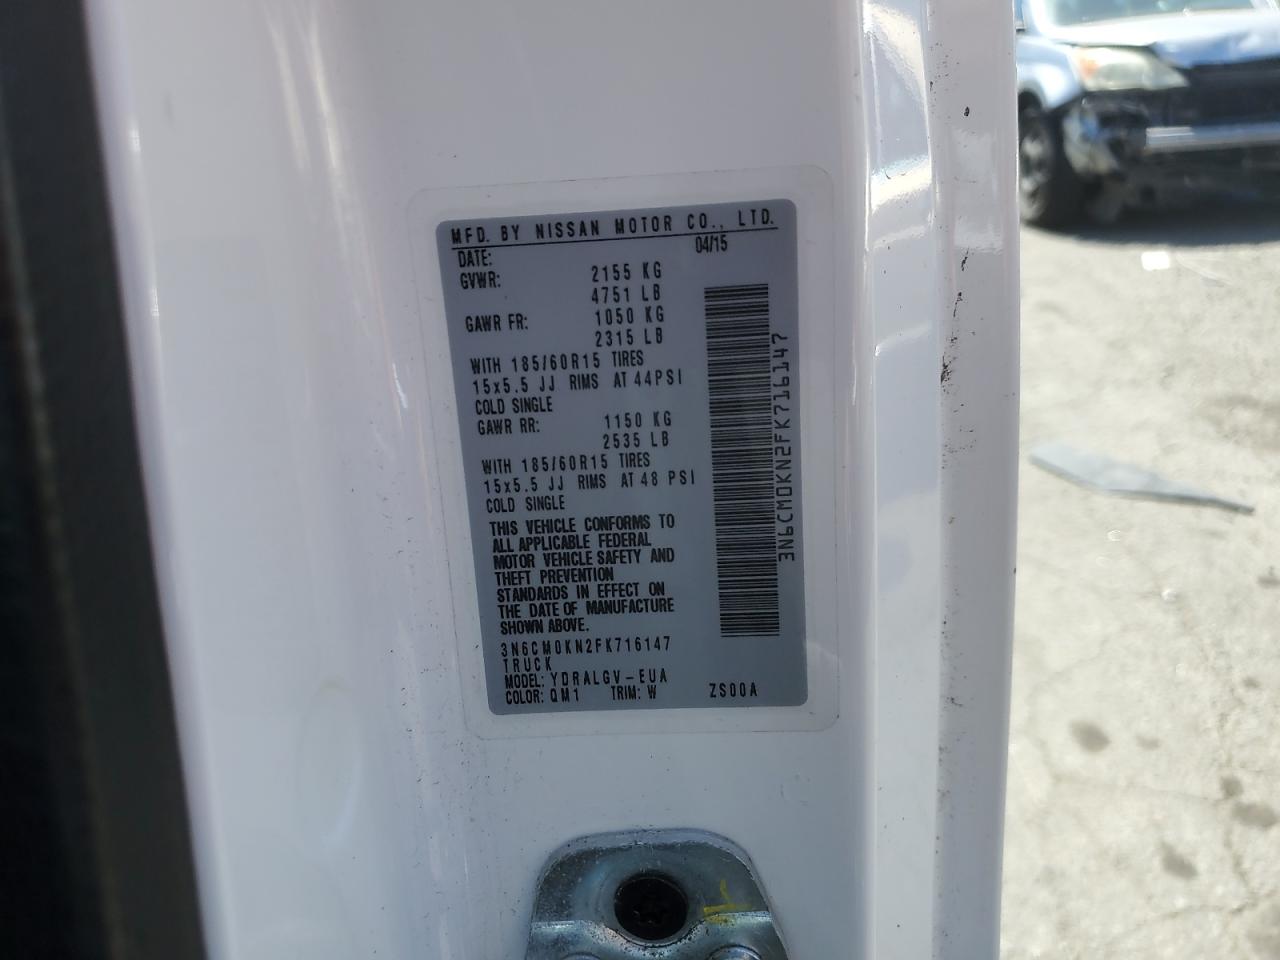 MFD. BY NISSAN MOTOR CO., LTD.
DATE: 04/15
GVWR: 2155 KG
4751 LB
GAWR FR: 1050 KG
2315 LB
WITH 185/60R15 TIRES
15x5.5 JJ RIMS AT 44PSI
COLD SINGLE
GAWR RR: 1150 KG
2535 LB
WITH 185/60R15 TIRES
15x5.5 JJ RIMS AT 48 PSI
COLD SINGLE
THIS VEHICLE CONFORMS TO
ALL APPLICABLE FEDERAL
MOTOR VEHICLE SAFETY AND
THEFT PREVENTION
STANDARDS IN EFFECT ON
THE DATE OF MANUFACTURE
SHOWN ABOVE.
3N6CM0KN2FK716147
TRUCK
MODEL: YDRALGV-EUA
COLOR: QM1 TRIM: W ZS00A
3N6CM0KN2FK716147